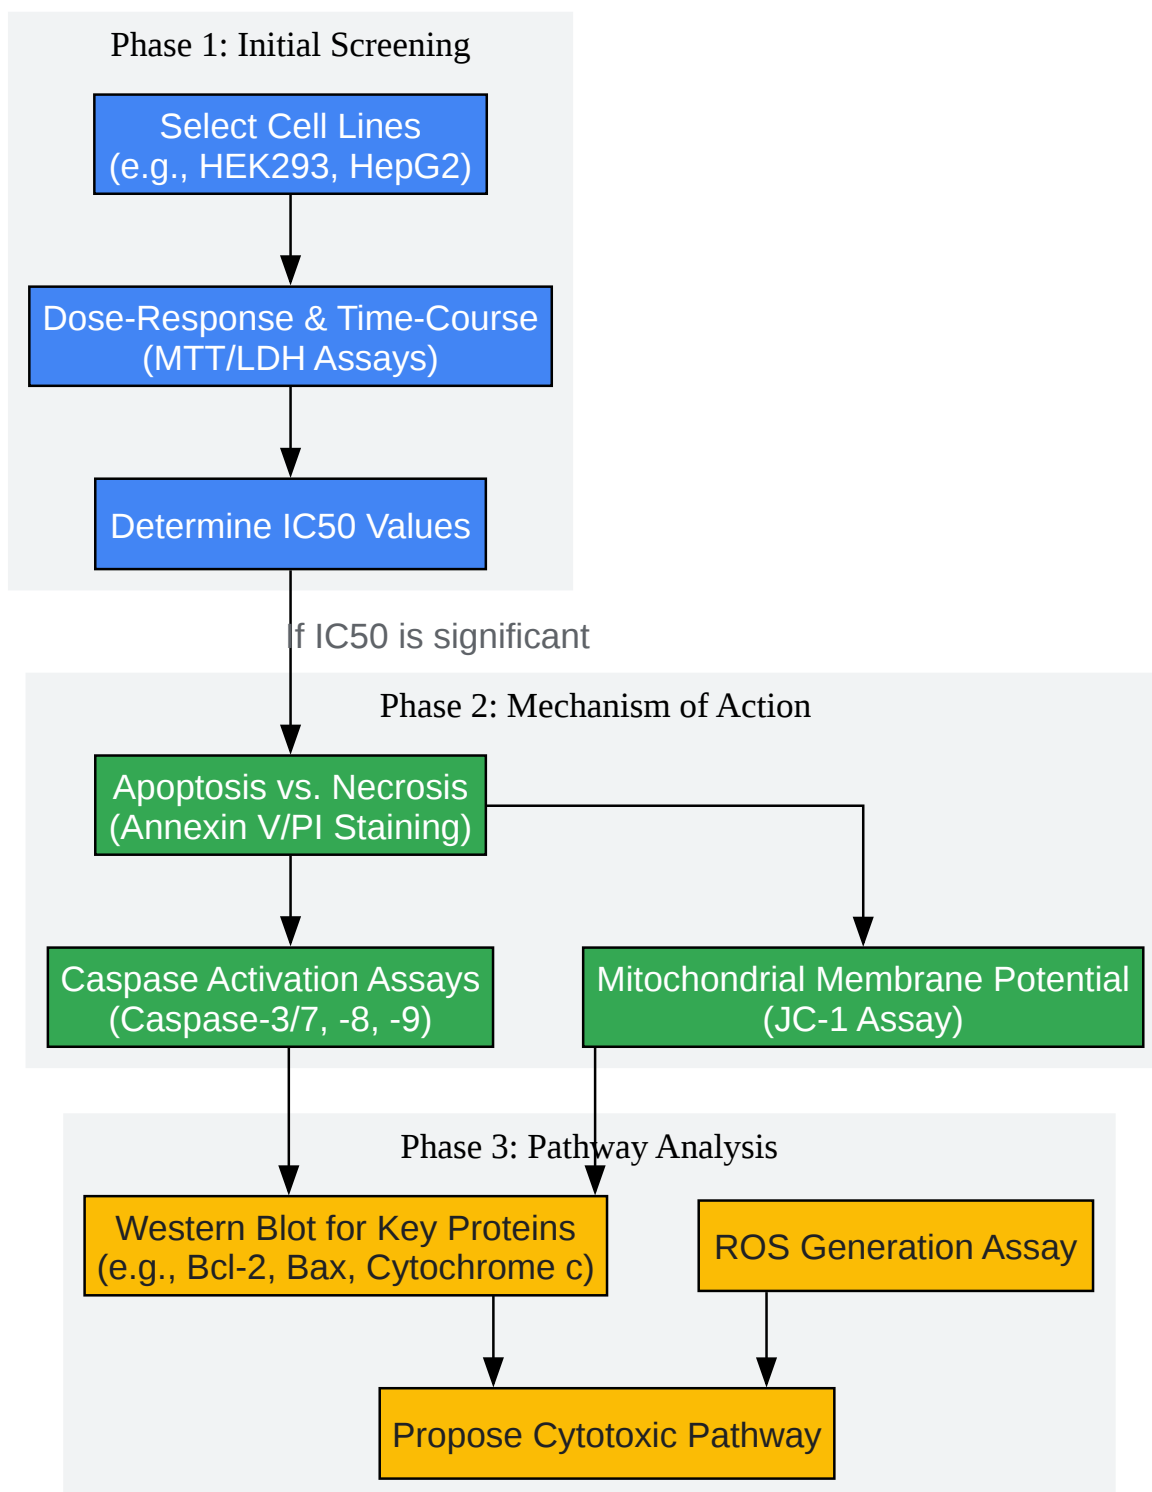 Phase 1: Initial Screening
Select Cell Lines
(e.g., HEK293, HepG2)
Dose-Response & Time-Course
(MTT/LDH Assays)
Determine IC50 Values
If IC50 is significant
Phase 2: Mechanism of Action
Apoptosis vs. Necrosis
(Annexin V/PI Staining)
Caspase Activation Assays
(Caspase-3/7, -8, -9)
Mitochondrial Membrane Potential
(JC-1 Assay)
Phase 3: Pathway Analysis
Western Blot for Key Proteins
(e.g., Bcl-2, Bax, Cytochrome c)
ROS Generation Assay
Propose Cytotoxic Pathway